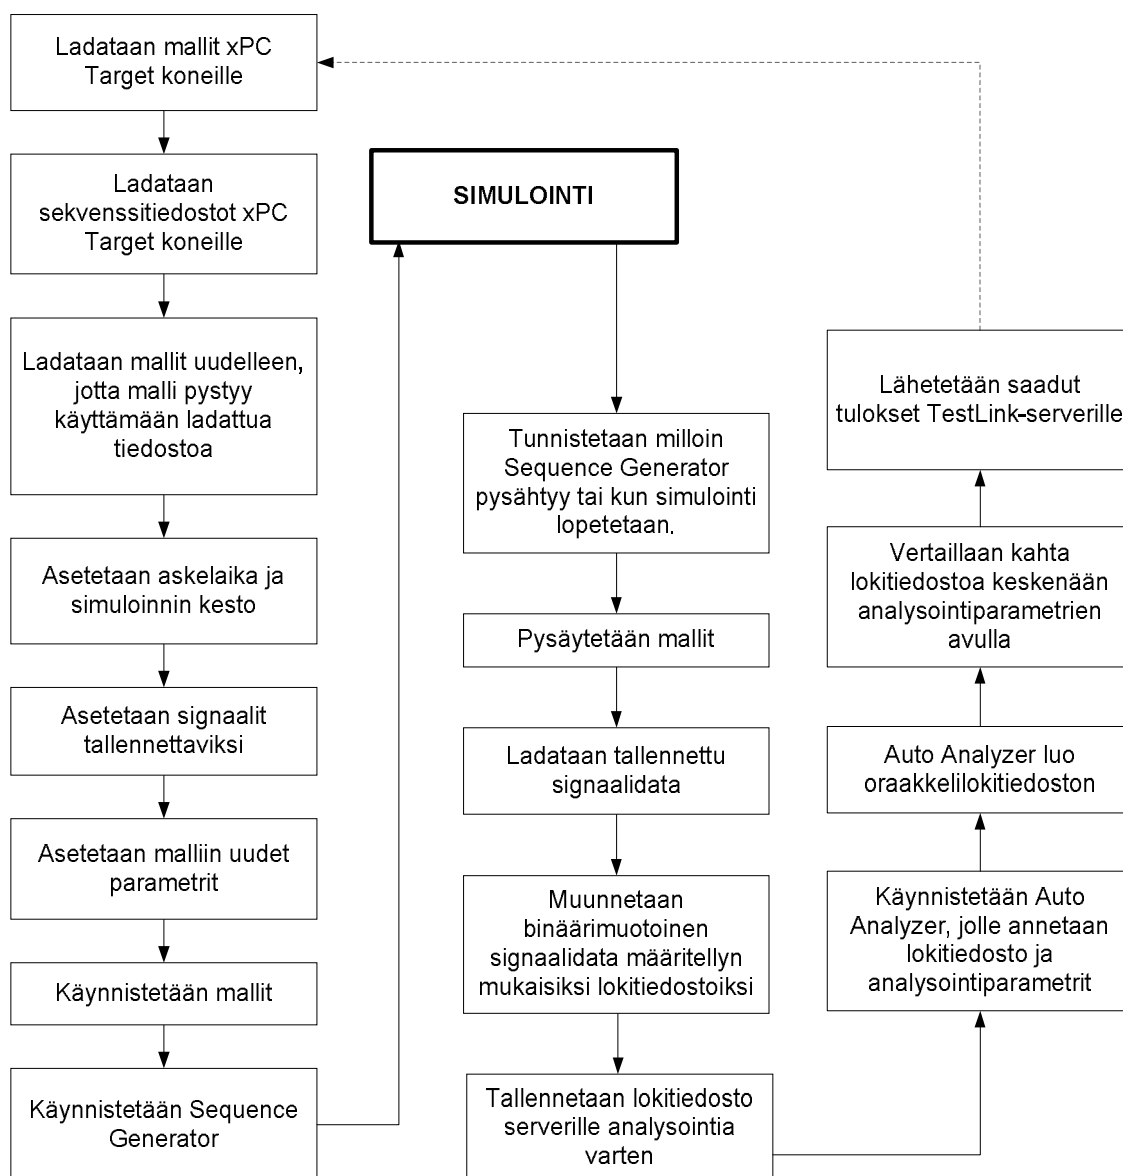 Ladataan mallit xPC
Target koneille
Ladataan
sekvenssitiedostot xPC
Target koneille
Ladataan mallit uudelleen,
jotta malli pystyy
käyttämään ladattua
tiedostoa
Asetetaan askelaika ja
simuloinnin kesto
Asetetaan signaalit
tallennettaviksi
Asetetaan malliin uudet
parametrit
Käynnistetään mallit
Käynnistetään Sequence
Generator
SIMULOINTI
Tunnistetaan milloin
Sequence Generator
pysähtyy tai kun simulointi
lopetetaan.
Pysäytetään mallit
Ladataan tallennettu
signaalidata
Muunnetaan
binäärimuotoinen
signaalidata määritellyn
mukaisiksi lokitiedostoiksi
Tallennetaan lokitiedosto
serverille analysointia
varten
Käynnistetään Auto
Analyzer, jolle annetaan
lokitiedosto ja
analysointiparametrit
Auto Analyzer luo
oraakkelilokitiedoston
Vertaillaan kahta
lokitiedostoa keskenään
analysointiparametrien
avulla
Lähetetään saadut
tulokset TestLink-serverille